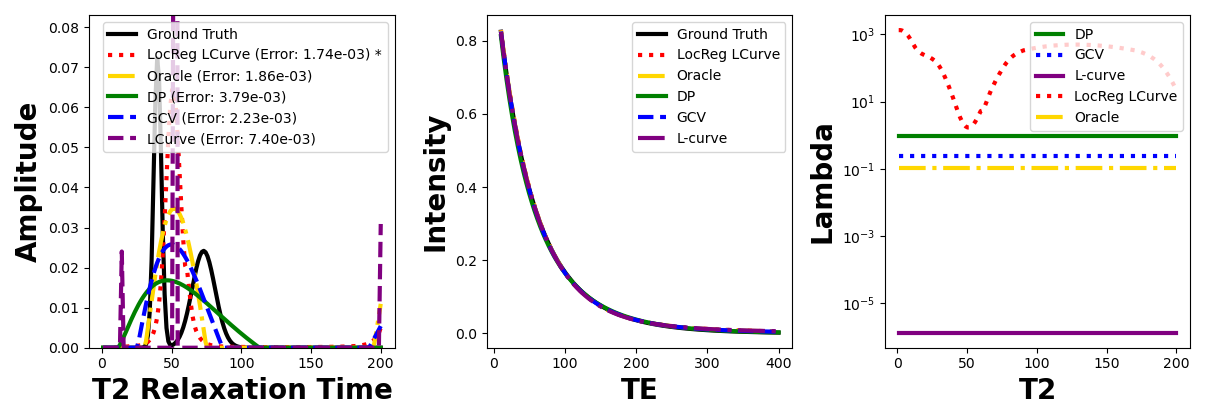 0.08
0.07
0.06
0.05
0.04
0.03
0.02
0.01
0.00
Amplitude
Ground Truth
LocReg LCurve (Error: 1.74e-03) *
Oracle (Error: 1.86e-03)
DP (Error: 3.79e-03)
GCV (Error: 2.23e-03)
LCurve (Error: 7.40e-03)
0 50 100 150 200
T2 Relaxation Time
0.8
0.6
0.4
0.2
0.0
Intensity
Ground Truth
LocReg LCurve
Oracle
DP
GCV
L-curve
0 100 200 300 400
TE
10³
10¹
10⁻¹
10⁻³
10⁻⁵
Lambda
DP
GCV
L-curve
LocReg LCurve
Oracle
0 50 100 150 200
T2